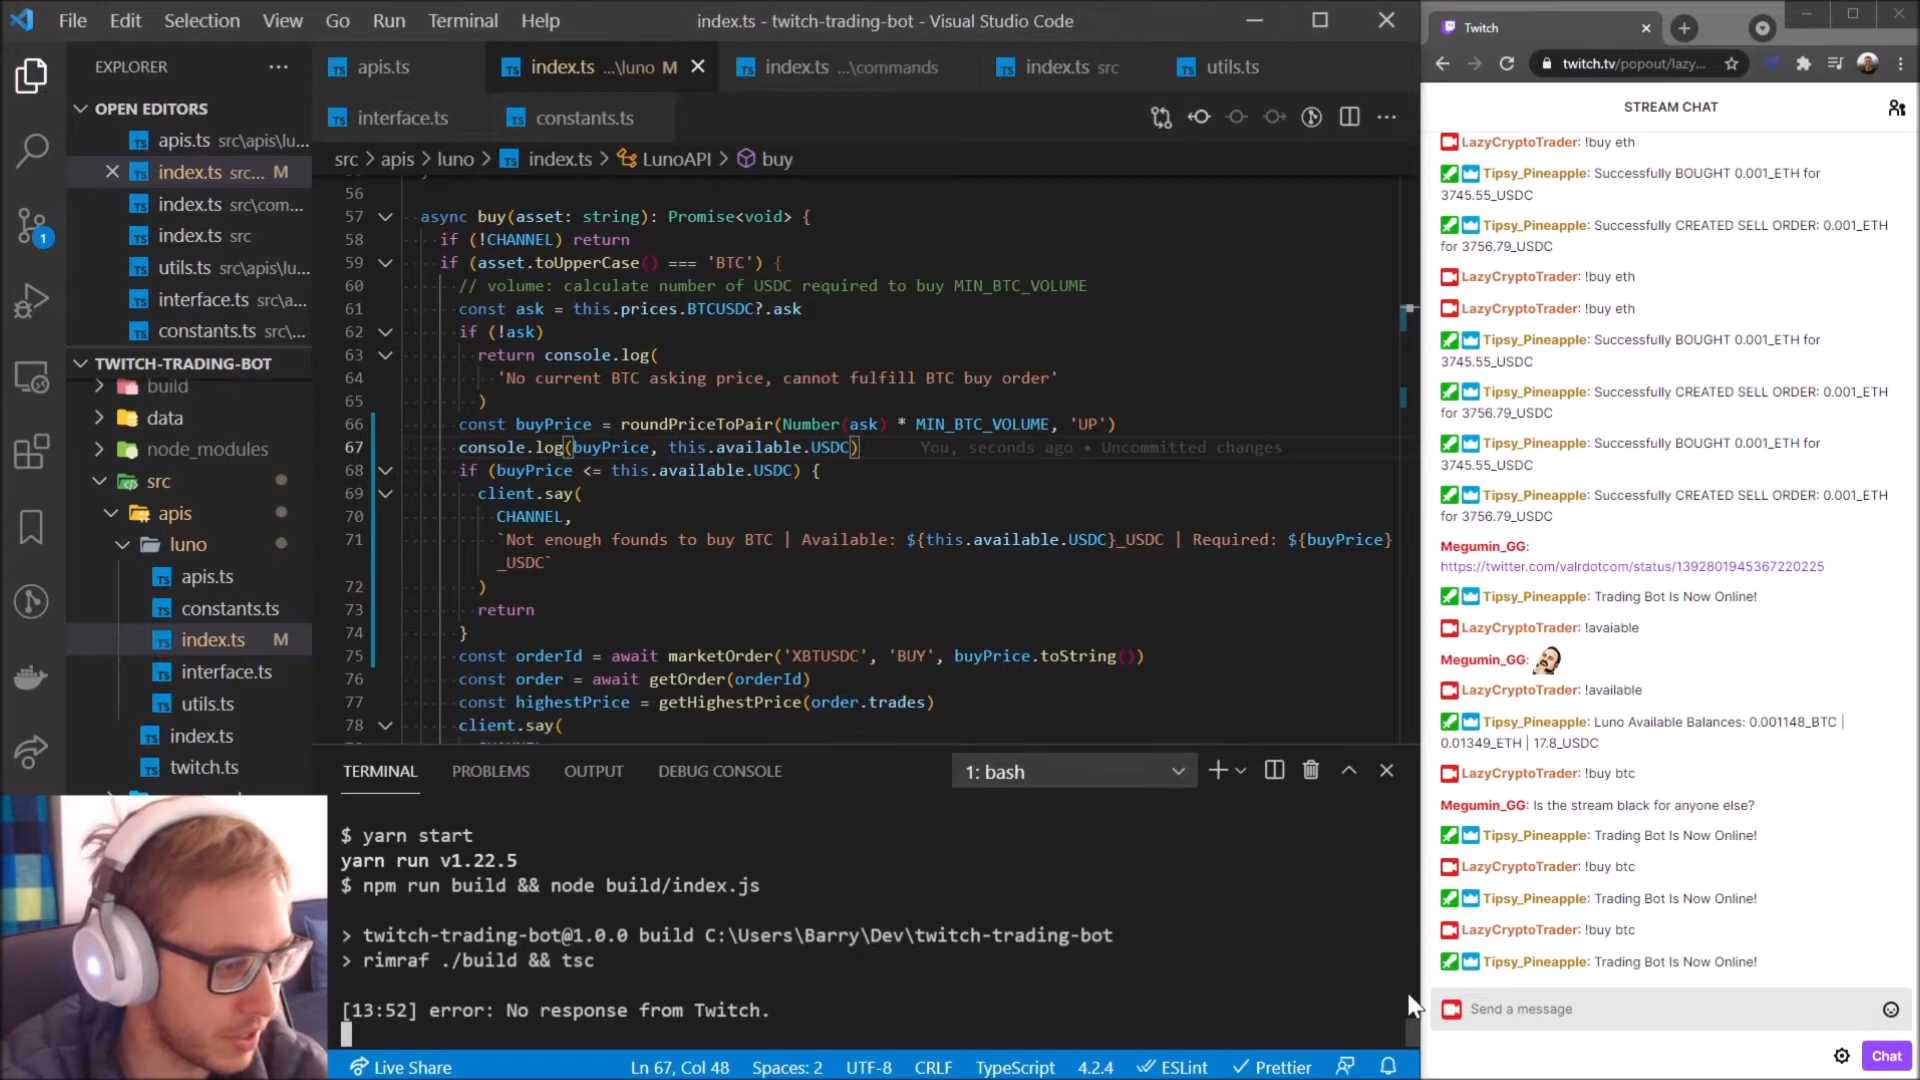 File Edit Selection View Go Run Terminal Help
index.ts - twitch-trading-bot - Visual Studio Code
EXPLORER
OPEN EDITORS
apis.ts src\apis\lu...
index.ts src... M
index.ts src\com...
index.ts src
utils.ts src\apis\lu...
interface.ts src\a...
constants.ts src\...
TWITCH-TRADING-BOT
build
data
node_modules
src
apis
luno
apis.ts
constants.ts
index.ts M
interface.ts
utils.ts
index.ts
twitch.ts
1
apis.ts
index.ts ...\luno M
index.ts ...\commands
index.ts src
utils.ts
interface.ts
constants.ts
src > apis > luno > index.ts > LunoAPI > buy
56
57 async buy(asset: string): Promise<void> {
58 if (!CHANNEL) return
59 if (asset.toUpperCase() === 'BTC') {
60 // volume: calculate number of USDC required to buy MIN_BTC_VOLUME
61 const ask = this.prices.BTCUSDC?.ask
62 if (!ask)
63 return console.log(
64 'No current BTC asking price, cannot fulfill BTC buy order'
65 )
66 const buyPrice = roundPriceToPair(Number(ask) * MIN_BTC_VOLUME, 'UP')
67 console.log(buyPrice, this.available.USDC) You, seconds ago • Uncommitted changes
68 if (buyPrice <= this.available.USDC) {
69 client.say(
70 CHANNEL,
71 `Not enough founds to buy BTC | Available: ${this.available.USDC}_USDC | Required: ${buyPrice}
_USDC`
72 )
73 return
74 }
75 const orderId = await marketOrder('XBTUSDC', 'BUY', buyPrice.toString())
76 const order = await getOrder(orderId)
77 const highestPrice = getHighestPrice(order.trades)
78 client.say(
TERMINAL PROBLEMS OUTPUT DEBUG CONSOLE
1: bash
$ yarn start
yarn run v1.22.5
$ npm run build && node build/index.js
> twitch-trading-bot@1.0.0 build C:\Users\Barry\Dev\twitch-trading-bot
> rimraf ./build && tsc
[13:52] error: No response from Twitch.
Live Share
Ln 67, Col 48 Spaces: 2 UTF-8 CRLF TypeScript 4.2.4 ESLint Prettier
Twitch
twitch.tv/popout/lazy...
STREAM CHAT
LazyCryptoTrader: !buy eth
Tipsy_Pineapple: Successfully BOUGHT 0.001_ETH for
3745.55_USDC
Tipsy_Pineapple: Successfully CREATED SELL ORDER: 0.001_ETH
for 3756.79_USDC
LazyCryptoTrader: !buy eth
LazyCryptoTrader: !buy eth
Tipsy_Pineapple: Successfully BOUGHT 0.001_ETH for
3745.55_USDC
Tipsy_Pineapple: Successfully CREATED SELL ORDER: 0.001_ETH
for 3756.79_USDC
Tipsy_Pineapple: Successfully BOUGHT 0.001_ETH for
3745.55_USDC
Tipsy_Pineapple: Successfully CREATED SELL ORDER: 0.001_ETH
for 3756.79_USDC
Megumin_GG:
https://twitter.com/valrdotcom/status/1392801945367220225
Tipsy_Pineapple: Trading Bot Is Now Online!
LazyCryptoTrader: !avaiable
Megumin_GG:
LazyCryptoTrader: !available
Tipsy_Pineapple: Luno Available Balances: 0.001148_BTC |
0.01349_ETH | 17.8_USDC
LazyCryptoTrader: !buy btc
Megumin_GG: Is the stream black for anyone else?
Tipsy_Pineapple: Trading Bot Is Now Online!
LazyCryptoTrader: !buy btc
Tipsy_Pineapple: Trading Bot Is Now Online!
LazyCryptoTrader: !buy btc
Tipsy_Pineapple: Trading Bot Is Now Online!
Send a message
Chat